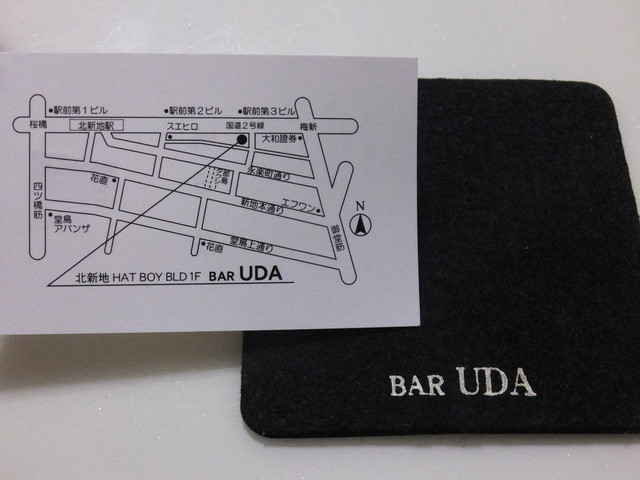 駅前第1ビル
駅前第2ビル
駅前第3ビル
桜橋
北新地駅
スエヒロ
国道2号線
大和證券
梅新
永楽町通り
花直
四ツ橋筋
堂島アバンザ
新地本通り
エフワン
N
御堂筋
花直
堂島上通り
北新地 HAT BOY BLD 1F BAR UDA
BAR UDA